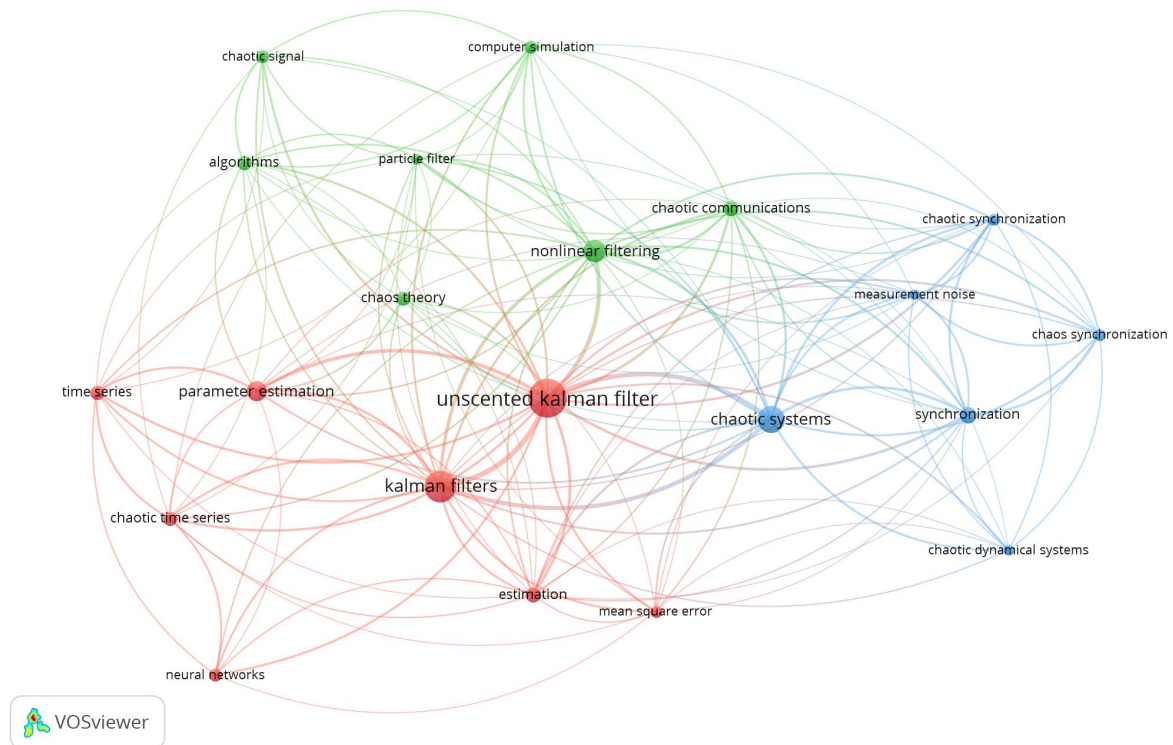 computer simulation
chaotic signal
particle filter
algorithms
chaotic communications
chaotic synchronization
nonlinear filtering
measurement noise
chaos theory
chaos synchronization
time series
parameter estimation
unscented kalman filter
chaotic systems
synchronization
kalman filters
chaotic time series
chaotic dynamical systems
estimation
mean square error
neural networks
VOSviewer